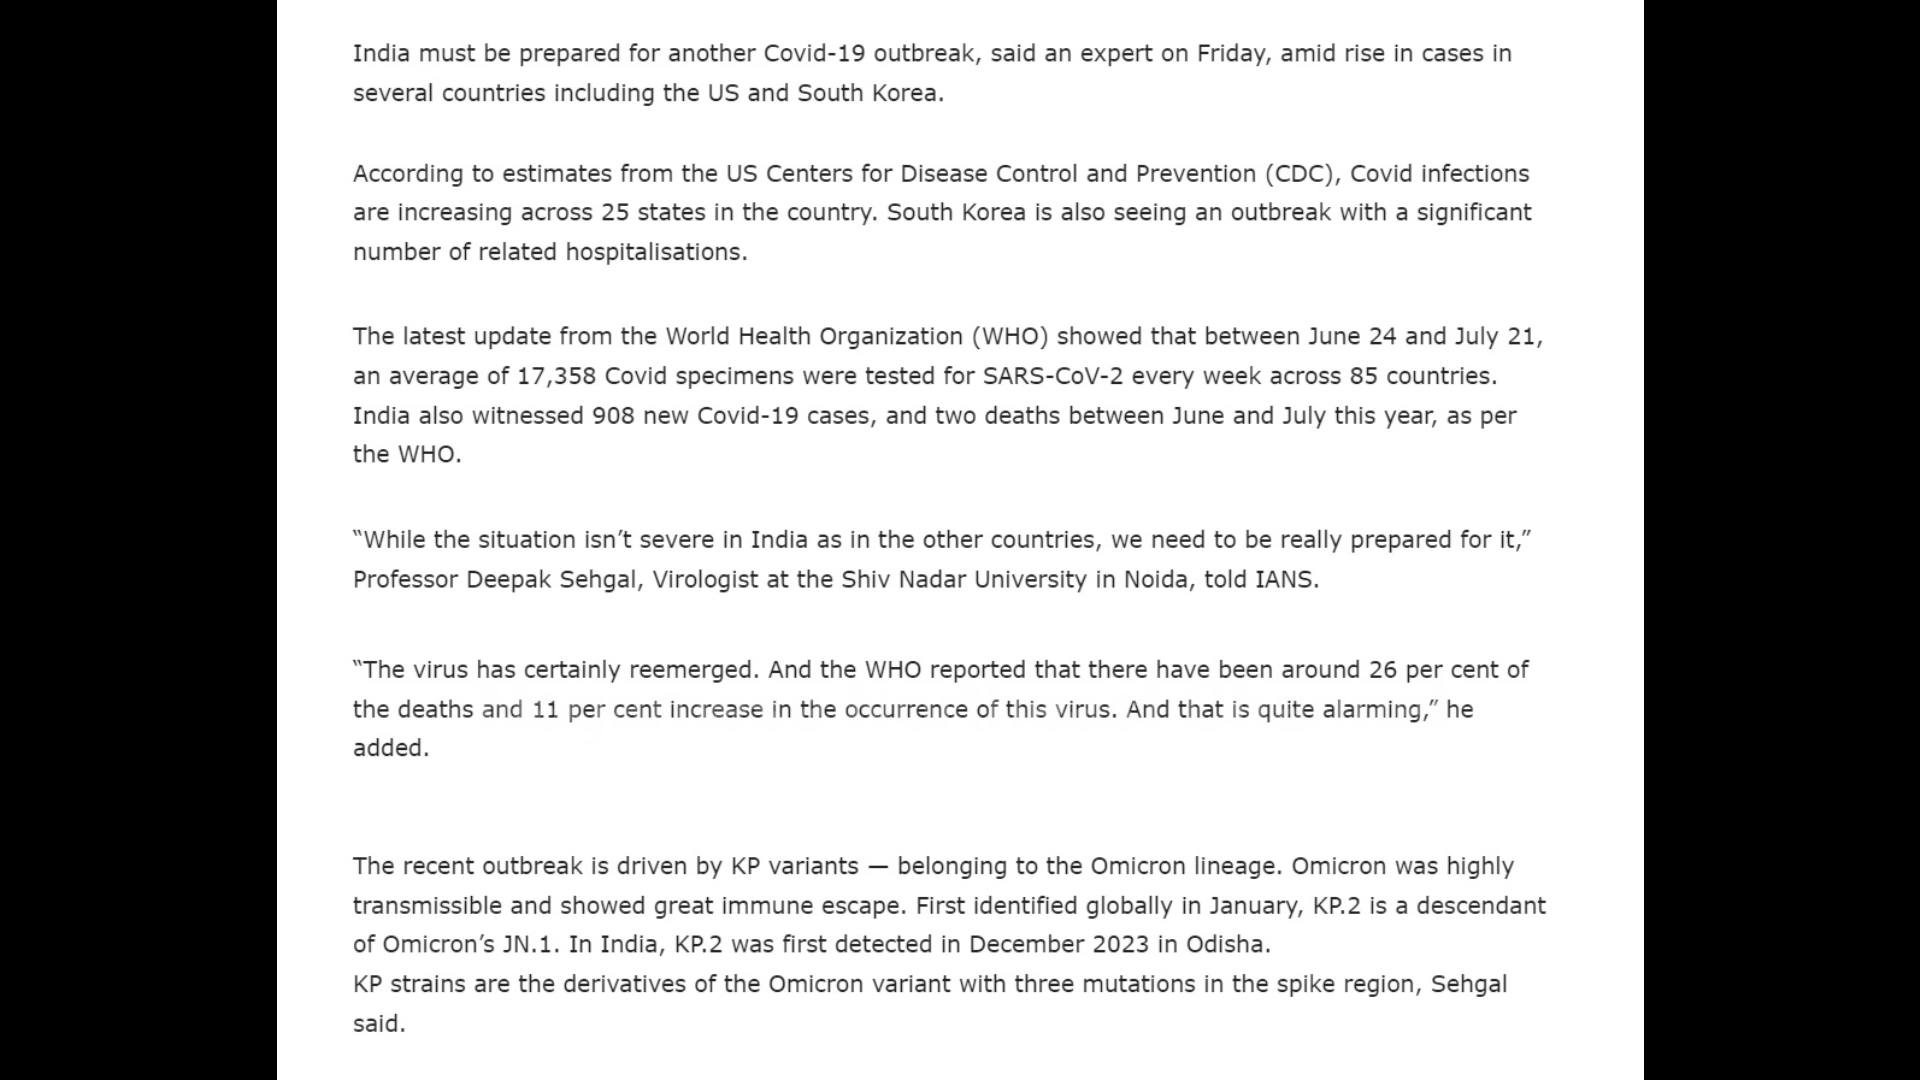 India must be prepared for another Covid-19 outbreak, said an expert on Friday, amid rise in cases in
several countries including the US and South Korea.
According to estimates from the US Centers for Disease Control and Prevention (CDC), Covid infections
are increasing across 25 states in the country. South Korea is also seeing an outbreak with a significant
number of related hospitalisations.
The latest update from the World Health Organization (WHO) showed that between June 24 and July 21,
an average of 17,358 Covid specimens were tested for SARS-CoV-2 every week across 85 countries.
India also witnessed 908 new Covid-19 cases, and two deaths between June and July this year, as per
the WHO.
“While the situation isn’t severe in India as in the other countries, we need to be really prepared for it,”
Professor Deepak Sehgal, Virologist at the Shiv Nadar University in Noida, told IANS.
“The virus has certainly reemerged. And the WHO reported that there have been around 26 per cent of
the deaths and 11 per cent increase in the occurrence of this virus. And that is quite alarming,” he
added.
The recent outbreak is driven by KP variants — belonging to the Omicron lineage. Omicron was highly
transmissible and showed great immune escape. First identified globally in January, KP.2 is a descendant
of Omicron’s JN.1. In India, KP.2 was first detected in December 2023 in Odisha.
KP strains are the derivatives of the Omicron variant with three mutations in the spike region, Sehgal
said.